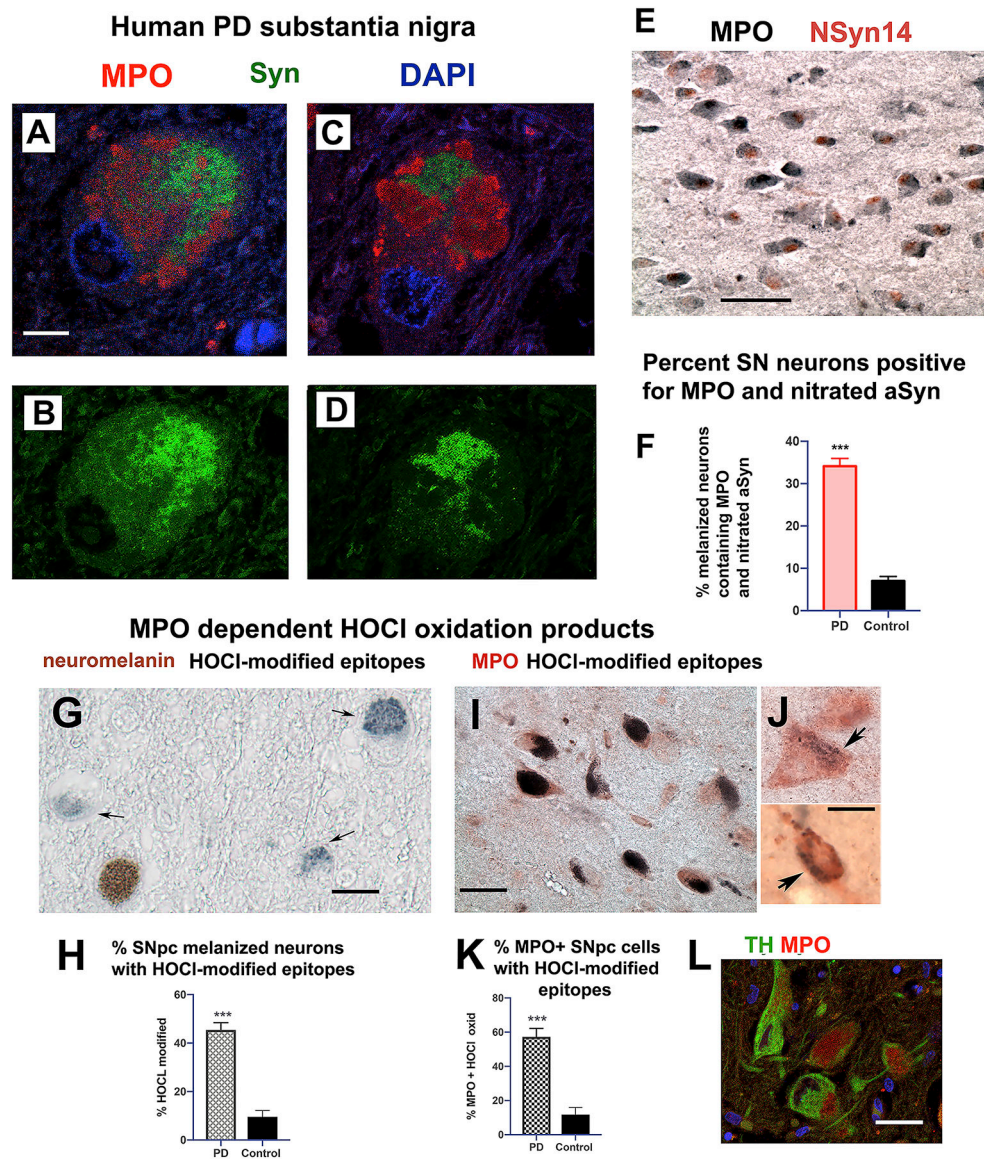 Human PD substantia nigra
MPO Syn DAPI
A
C
B
D
E
MPO NSyn14
Percent SN neurons positive
for MPO and nitrated aSyn
F
% melanized neurons
containing MPO
and nitrated aSyn
40
30
20
10
0
***
PD Control
MPO dependent HOCl oxidation products
neuromelanin HOCl-modified epitopes
MPO HOCl-modified epitopes
G
I
J
H
% SNpc melanized neurons
with HOCl-modified epitopes
% HOCL modified
60
40
20
0
***
PD Control
K
% MPO+ SNpc cells
with HOCl-modified
epitopes
% MPO + HOCl oxid
80
60
40
20
0
***
PD Control
L
TH MPO